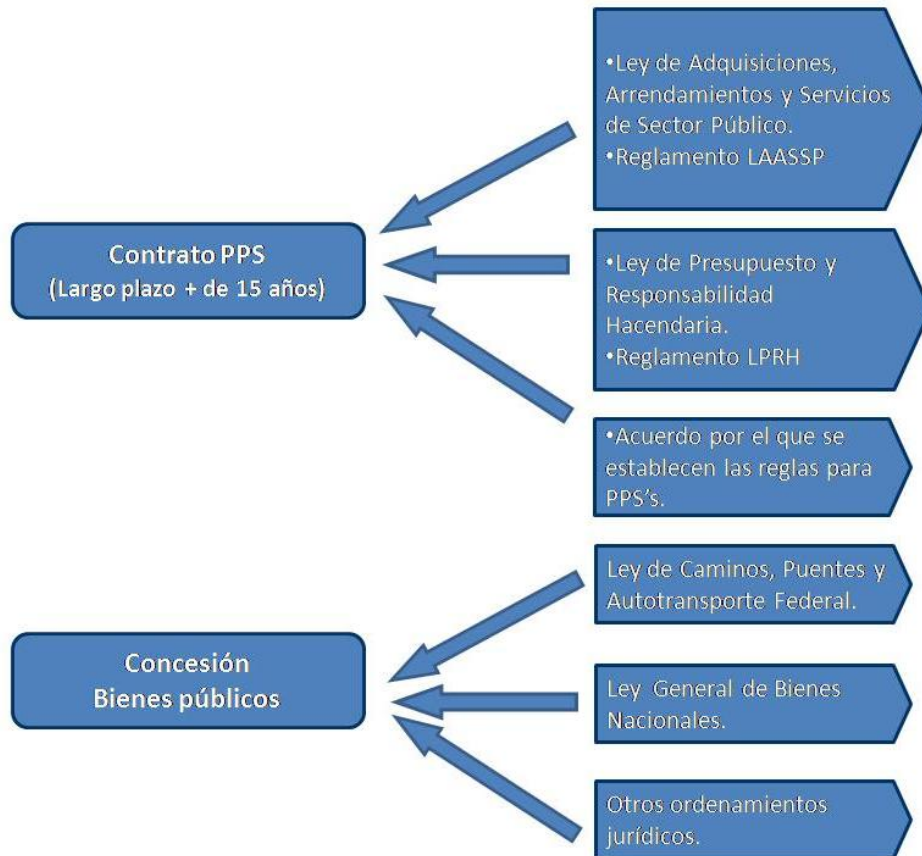 •Ley de Adquisiciones,
Arrendamientos y Servicios
de Sector Público.
•Reglamento LAASSP
Contrato PPS
(Largo plazo + de 15 años)
•Ley de Presupuesto y
Responsabilidad
Hacendaria.
•Reglamento LPRH
•Acuerdo por el que se
establecen las reglas para
PPS’s.
Ley de Caminos, Puentes y
Autotransporte Federal.
Concesión
Bienes públicos
Ley General de Bienes
Nacionales.
Otros ordenamientos
jurídicos.